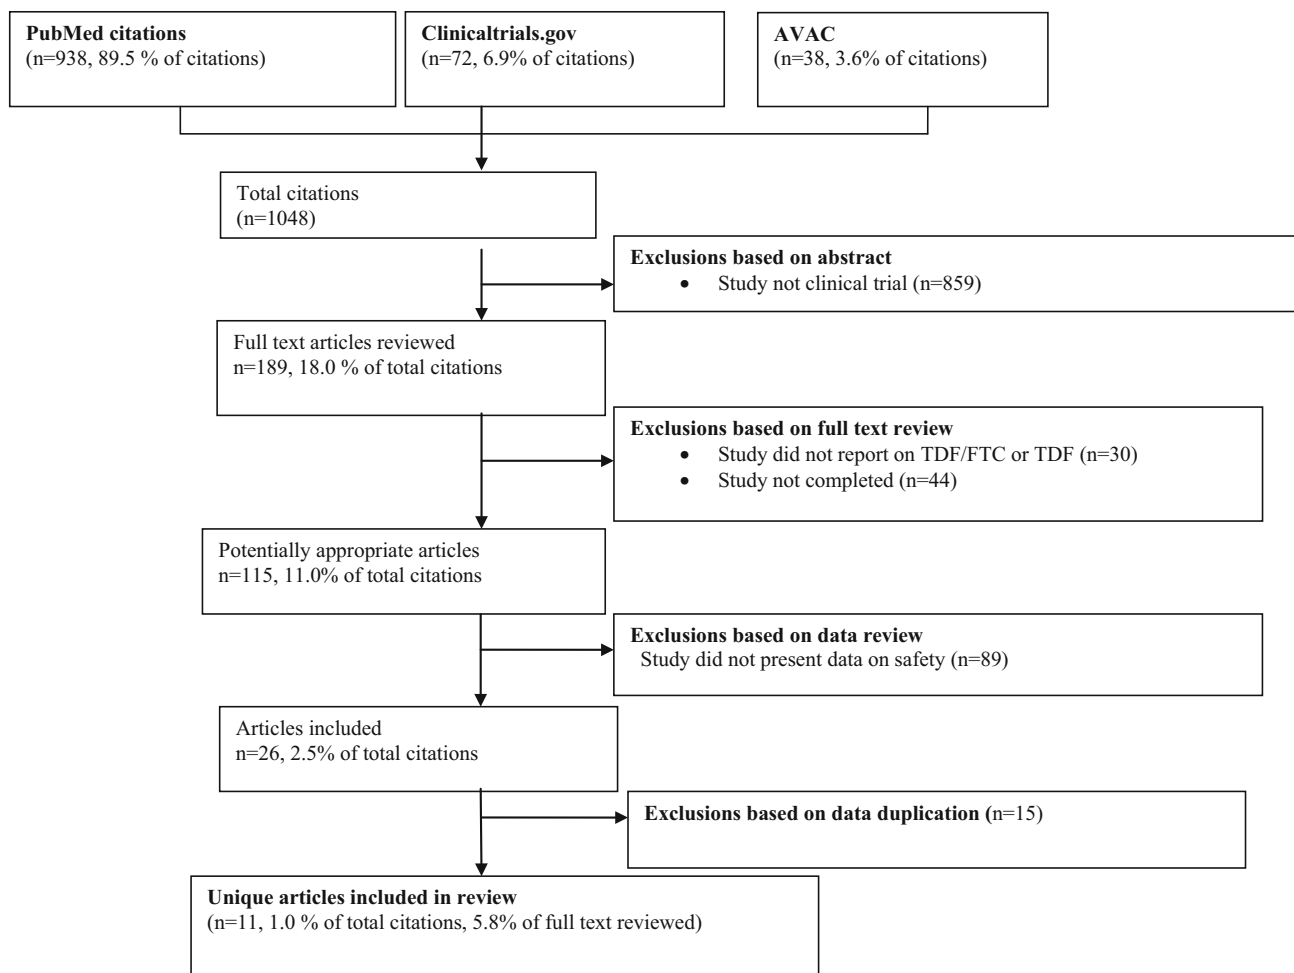 PubMed citations
(n=938, 89.5 % of citations)
Clinicaltrials.gov
(n=72, 6.9% of citations)
AVAC
(n=38, 3.6% of citations)
Total citations
(n=1048)
Exclusions based on abstract
• Study not clinical trial (n=859)
Full text articles reviewed
n=189, 18.0 % of total citations
Exclusions based on full text review
• Study did not report on TDF/FTC or TDF (n=30)
• Study not completed (n=44)
Potentially appropriate articles
n=115, 11.0% of total citations
Exclusions based on data review
Study did not present data on safety (n=89)
Articles included
n=26, 2.5% of total citations
Exclusions based on data duplication (n=15)
Unique articles included in review
(n=11, 1.0 % of total citations, 5.8% of full text reviewed)